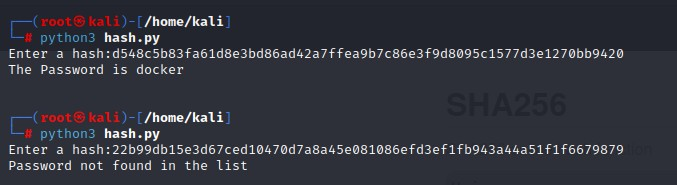 ┌──(root㉿kali)-[/home/kali]
└─# python3 hash.py
Enter a hash:d548c5b83fa61d8e3bd86ad42a7ffea9b7c86e3f9d8095c1577d3e1270bb9420
The Password is docker
┌──(root㉿kali)-[/home/kali]
└─# python3 hash.py
SHA256
Enter a hash:22b99db15e3d67ced10470d7a8a45e081086efd3ef1fb943a44a51f1f6679879
Password not found in the list